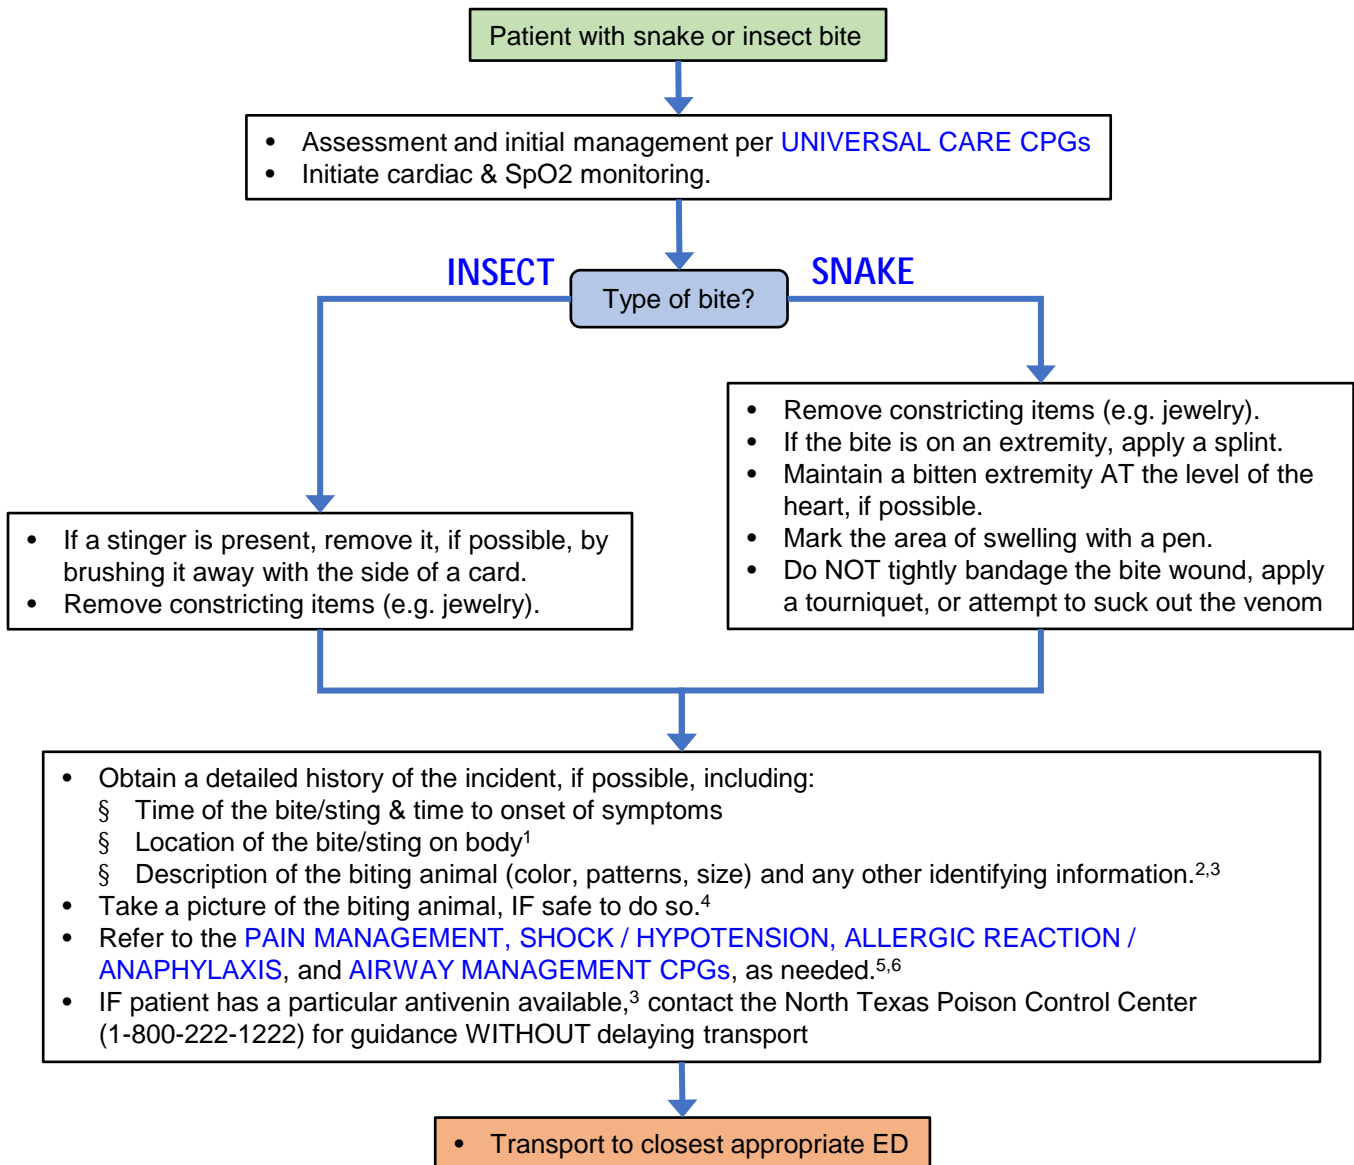 Patient with snake or insect bite
• Assessment and initial management per UNIVERSAL CARE CPGs
• Initiate cardiac & SpO2 monitoring.
INSECT
Type of bite?
SNAKE
• If a stinger is present, remove it, if possible, by
brushing it away with the side of a card.
• Remove constricting items (e.g. jewelry).
• Remove constricting items (e.g. jewelry).
• If the bite is on an extremity, apply a splint.
• Maintain a bitten extremity AT the level of the
heart, if possible.
• Mark the area of swelling with a pen.
• Do NOT tightly bandage the bite wound, apply
a tourniquet, or attempt to suck out the venom
• Obtain a detailed history of the incident, if possible, including:
§ Time of the bite/sting & time to onset of symptoms
§ Location of the bite/sting on body¹
§ Description of the biting animal (color, patterns, size) and any other identifying information.²,³
• Take a picture of the biting animal, IF safe to do so.⁴
• Refer to the PAIN MANAGEMENT, SHOCK / HYPOTENSION, ALLERGIC REACTION /
ANAPHYLAXIS, and AIRWAY MANAGEMENT CPGs, as needed.⁵,⁶
• IF patient has a particular antivenin available,³ contact the North Texas Poison Control Center
(1-800-222-1222) for guidance WITHOUT delaying transport
• Transport to closest appropriate ED